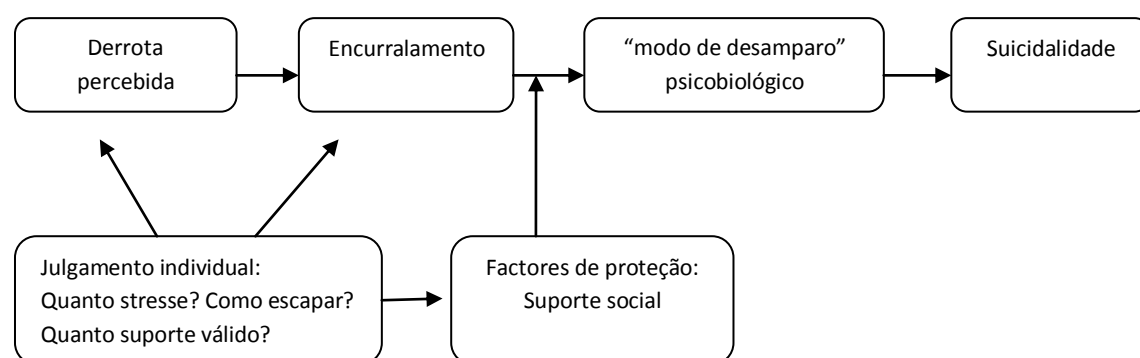 Derrota
percebida
Encurralamento
“modo de desamparo”
psicobiológico
Suicidalidade
Julgamento individual:
Quanto stresse? Como escapar?
Quanto suporte válido?
Factores de proteção:
Suporte social